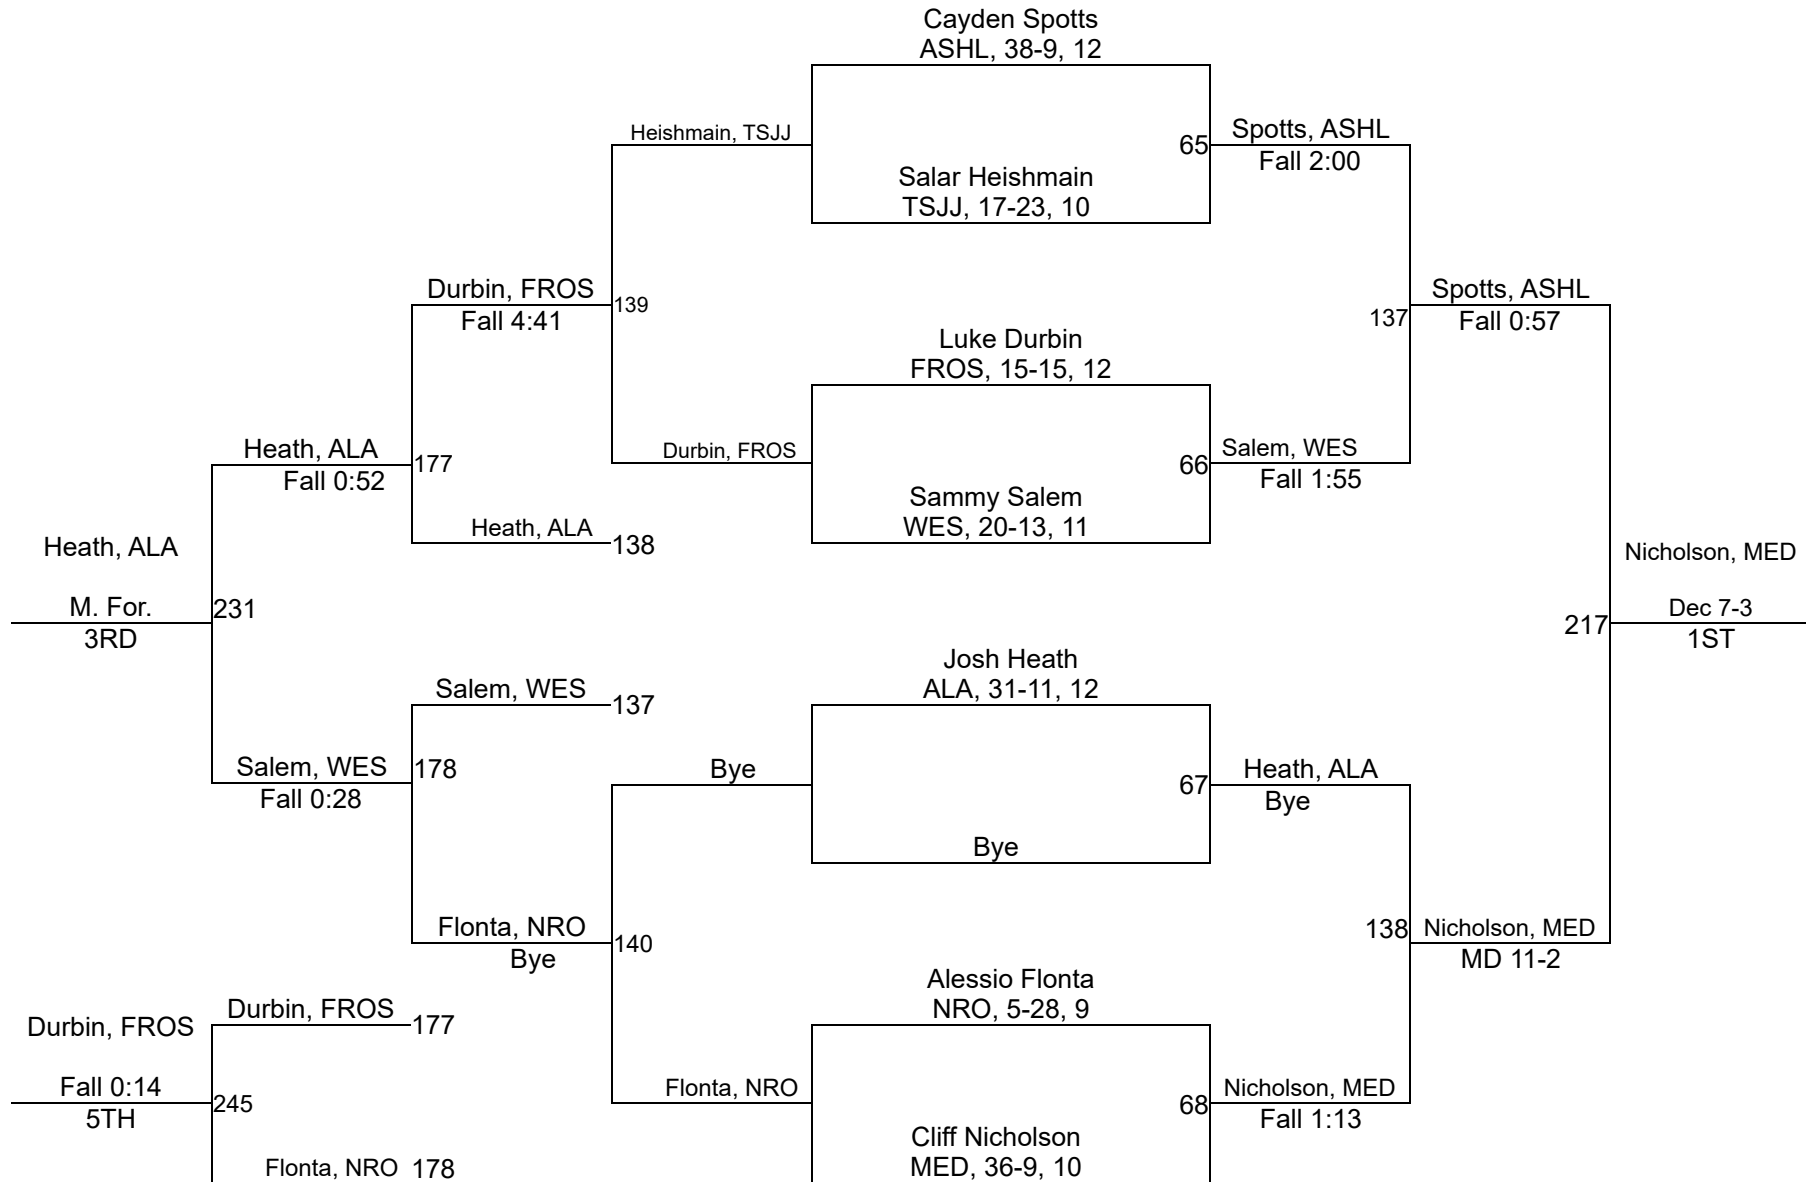 Cayden Spotts
ASHL, 38-9, 12
Heishmain, TSJJ
65
Spotts, ASHL
Fall 2:00
Salar Heishmain
TSJJ, 17-23, 10
Durbin, FROS
Fall 4:41
139
137
Spotts, ASHL
Fall 0:57
Luke Durbin
FROS, 15-15, 12
Heath, ALA
Fall 0:52
177
Durbin, FROS
66
Salem, WES
Fall 1:55
Sammy Salem
WES, 20-13, 11
Heath, ALA
138
Heath, ALA
M. For.
3RD
231
Nicholson, MED
217
Dec 7-3
1ST
Josh Heath
ALA, 31-11, 12
Salem, WES
137
Salem, WES
Fall 0:28
178
Bye
67
Heath, ALA
Bye
Bye
Flonta, NRO
Bye
140
138
Nicholson, MED
MD 11-2
Alessio Flonta
NRO, 5-28, 9
Durbin, FROS
177
Durbin, FROS
Fall 0:14
5TH
245
Flonta, NRO
68
Nicholson, MED
Fall 1:13
Cliff Nicholson
MED, 36-9, 10
Flonta, NRO 178